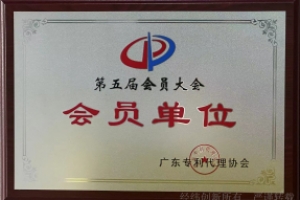 第五届会员大会
会员单位
广东专利代理协会